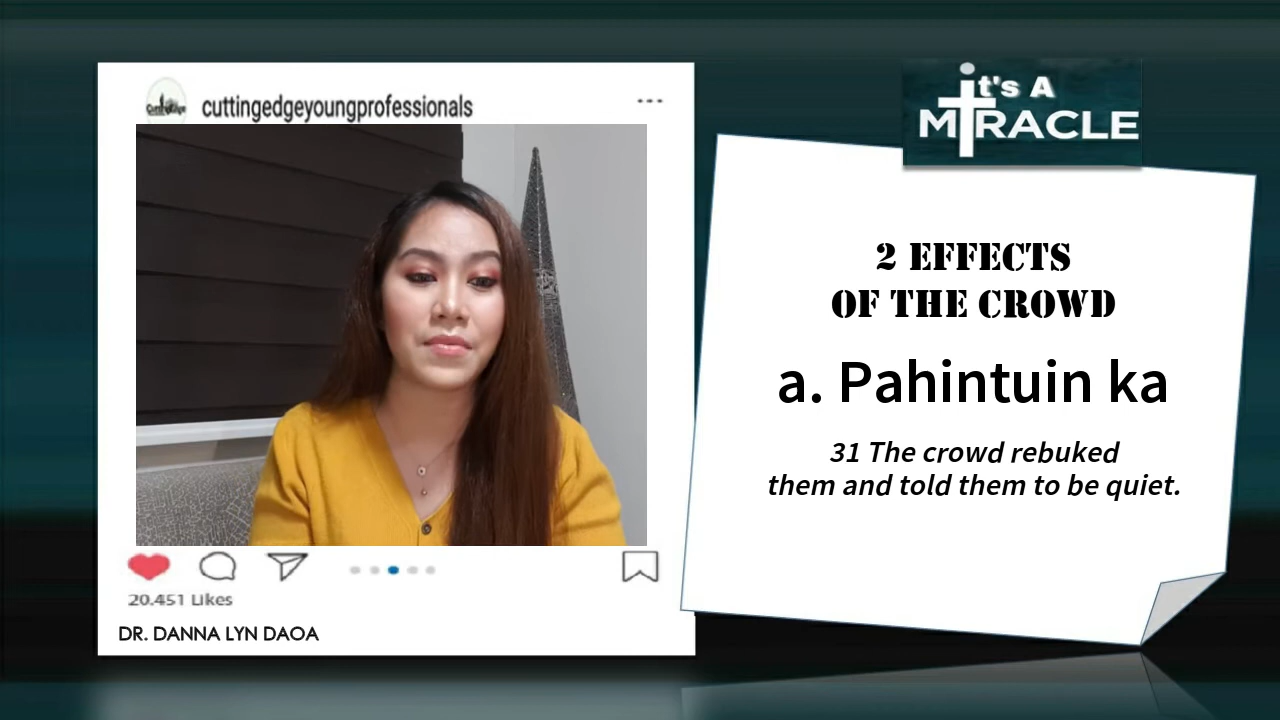 cuttingedgeyoungprofessionals
20.451 Likes
DR. DANNA LYN DAOA
it's A
MIRACLE
2 EFFECTS
OF THE CROWD
a. Pahintuin ka
31 The crowd rebuked
them and told them to be quiet.